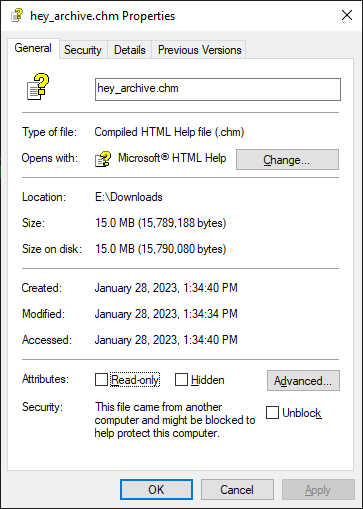 hey_archive.chm Properties
General Security Details Previous Versions
hey_archive.chm
Type of file: Compiled HTML Help file (.chm)
Opens with: Microsoft® HTML Help Change...
Location: E:\Downloads
Size: 15.0 MB (15,789,188 bytes)
Size on disk: 15.0 MB (15,790,080 bytes)
Created: January 28, 2023, 1:34:40 PM
Modified: January 28, 2023, 1:34:34 PM
Accessed: January 28, 2023, 1:34:40 PM
Attributes: Read-only Hidden Advanced...
Security: This file came from another Unblock
computer and might be blocked to
help protect this computer.
OK Cancel Apply